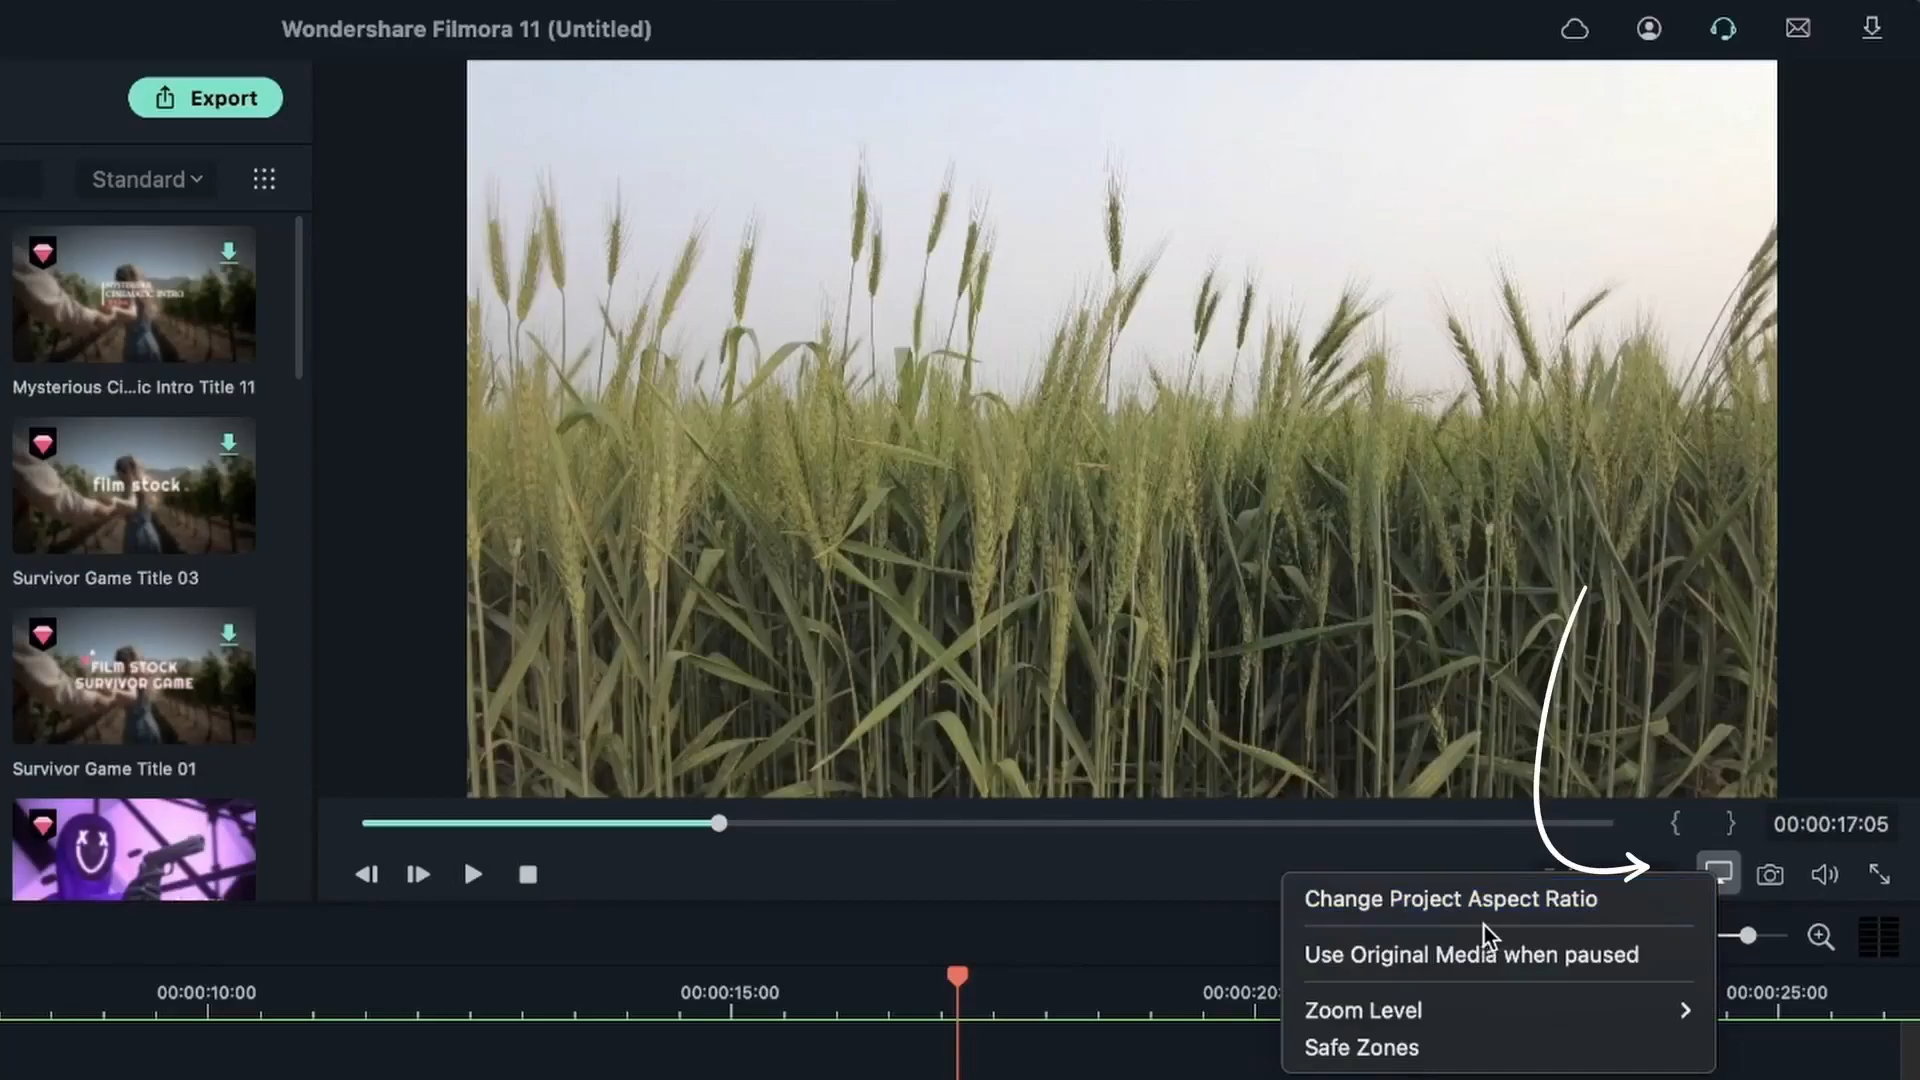 Wondershare Filmora 11 (Untitled)
Export
Standard
MYSTERIOUS
CINEMATIC INTRO
Mysterious Ci...ic Intro Title 11
film stock
Survivor Game Title 03
FILM STOCK
SURVIVOR GAME
Survivor Game Title 01
{ } 00:00:17:05
Change Project Aspect Ratio
Use Original Media when paused
Zoom Level
Safe Zones
00:00:10:00 00:00:15:00 00:00:20: 00:00:25:00